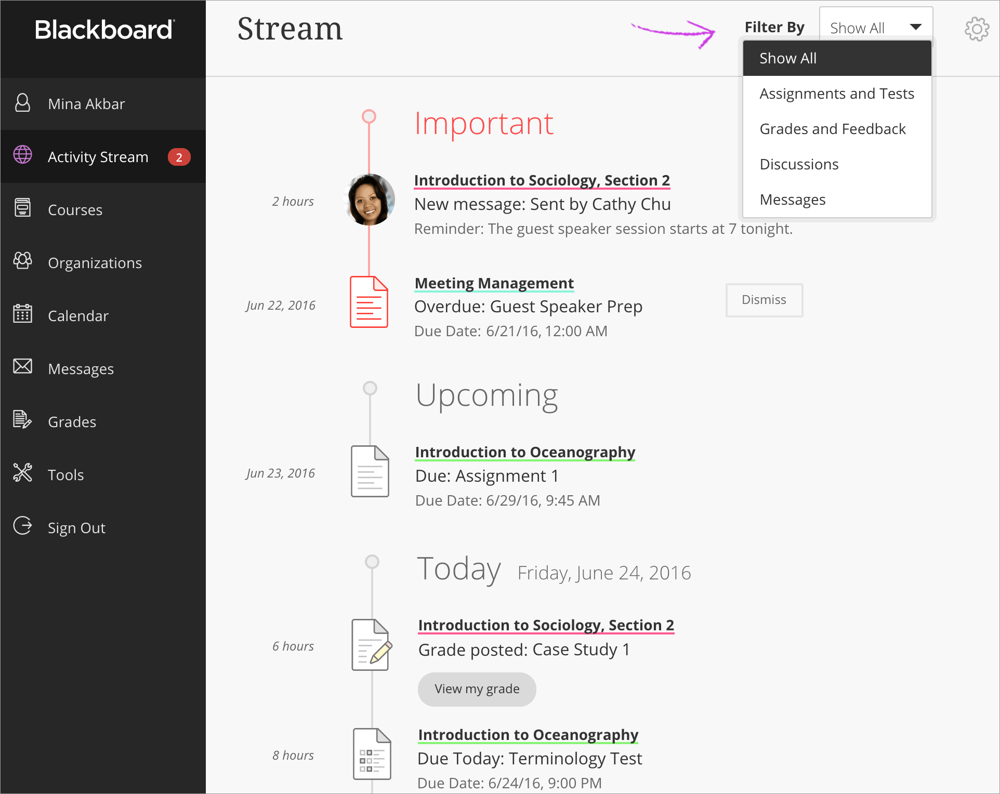 Blackboard
Mina Akbar
Activity Stream 2
Courses
Organizations
Calendar
Messages
Grades
Tools
Sign Out
Stream
Filter By Show All
Show All
Assignments and Tests
Grades and Feedback
Discussions
Messages
Important
2 hours
Introduction to Sociology, Section 2
New message: Sent by Cathy Chu
Reminder: The guest speaker session starts at 7 tonight.
Jun 22, 2016
Meeting Management
Overdue: Guest Speaker Prep
Due Date: 6/21/16, 12:00 AM
Dismiss
Upcoming
Jun 23, 2016
Introduction to Oceanography
Due: Assignment 1
Due Date: 6/29/16, 9:45 AM
Today Friday, June 24, 2016
6 hours
Introduction to Sociology, Section 2
Grade posted: Case Study 1
View my grade
8 hours
Introduction to Oceanography
Due Today: Terminology Test
Due Date: 6/24/16, 9:00 PM